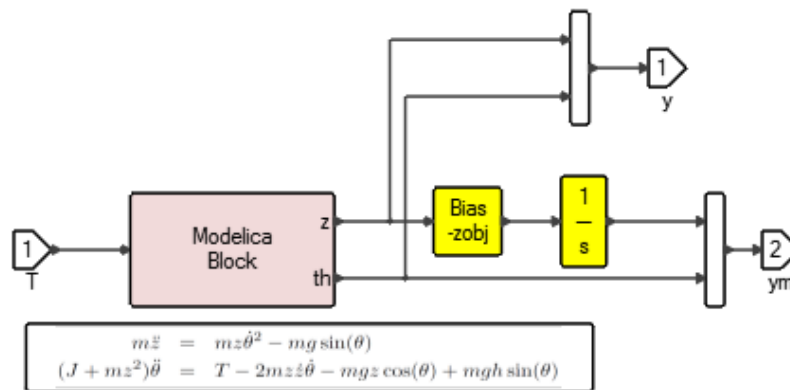 1
y
z
Bias
-zobj
1
s
Modelica
Block
1
T
th
2
ym
mz̈ = mzθ̇² − mg sin(θ)
(J + mz²)θ̈ = T − 2mzżθ̇ − mgz cos(θ) + mgh sin(θ)